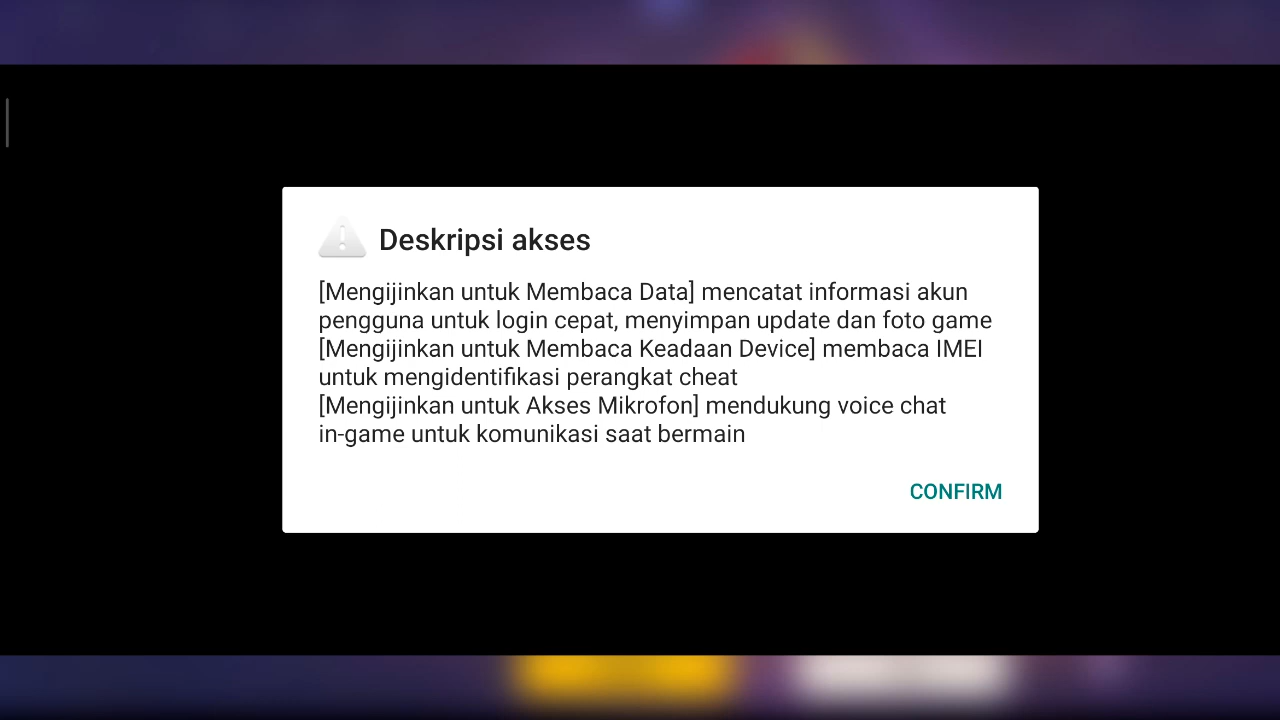 Deskripsi akses
[Mengijinkan untuk Membaca Data] mencatat informasi akun
pengguna untuk login cepat, menyimpan update dan foto game
[Mengijinkan untuk Membaca Keadaan Device] membaca IMEI
untuk mengidentifikasi perangkat cheat
[Mengijinkan untuk Akses Mikrofon] mendukung voice chat
in-game untuk komunikasi saat bermain
CONFIRM